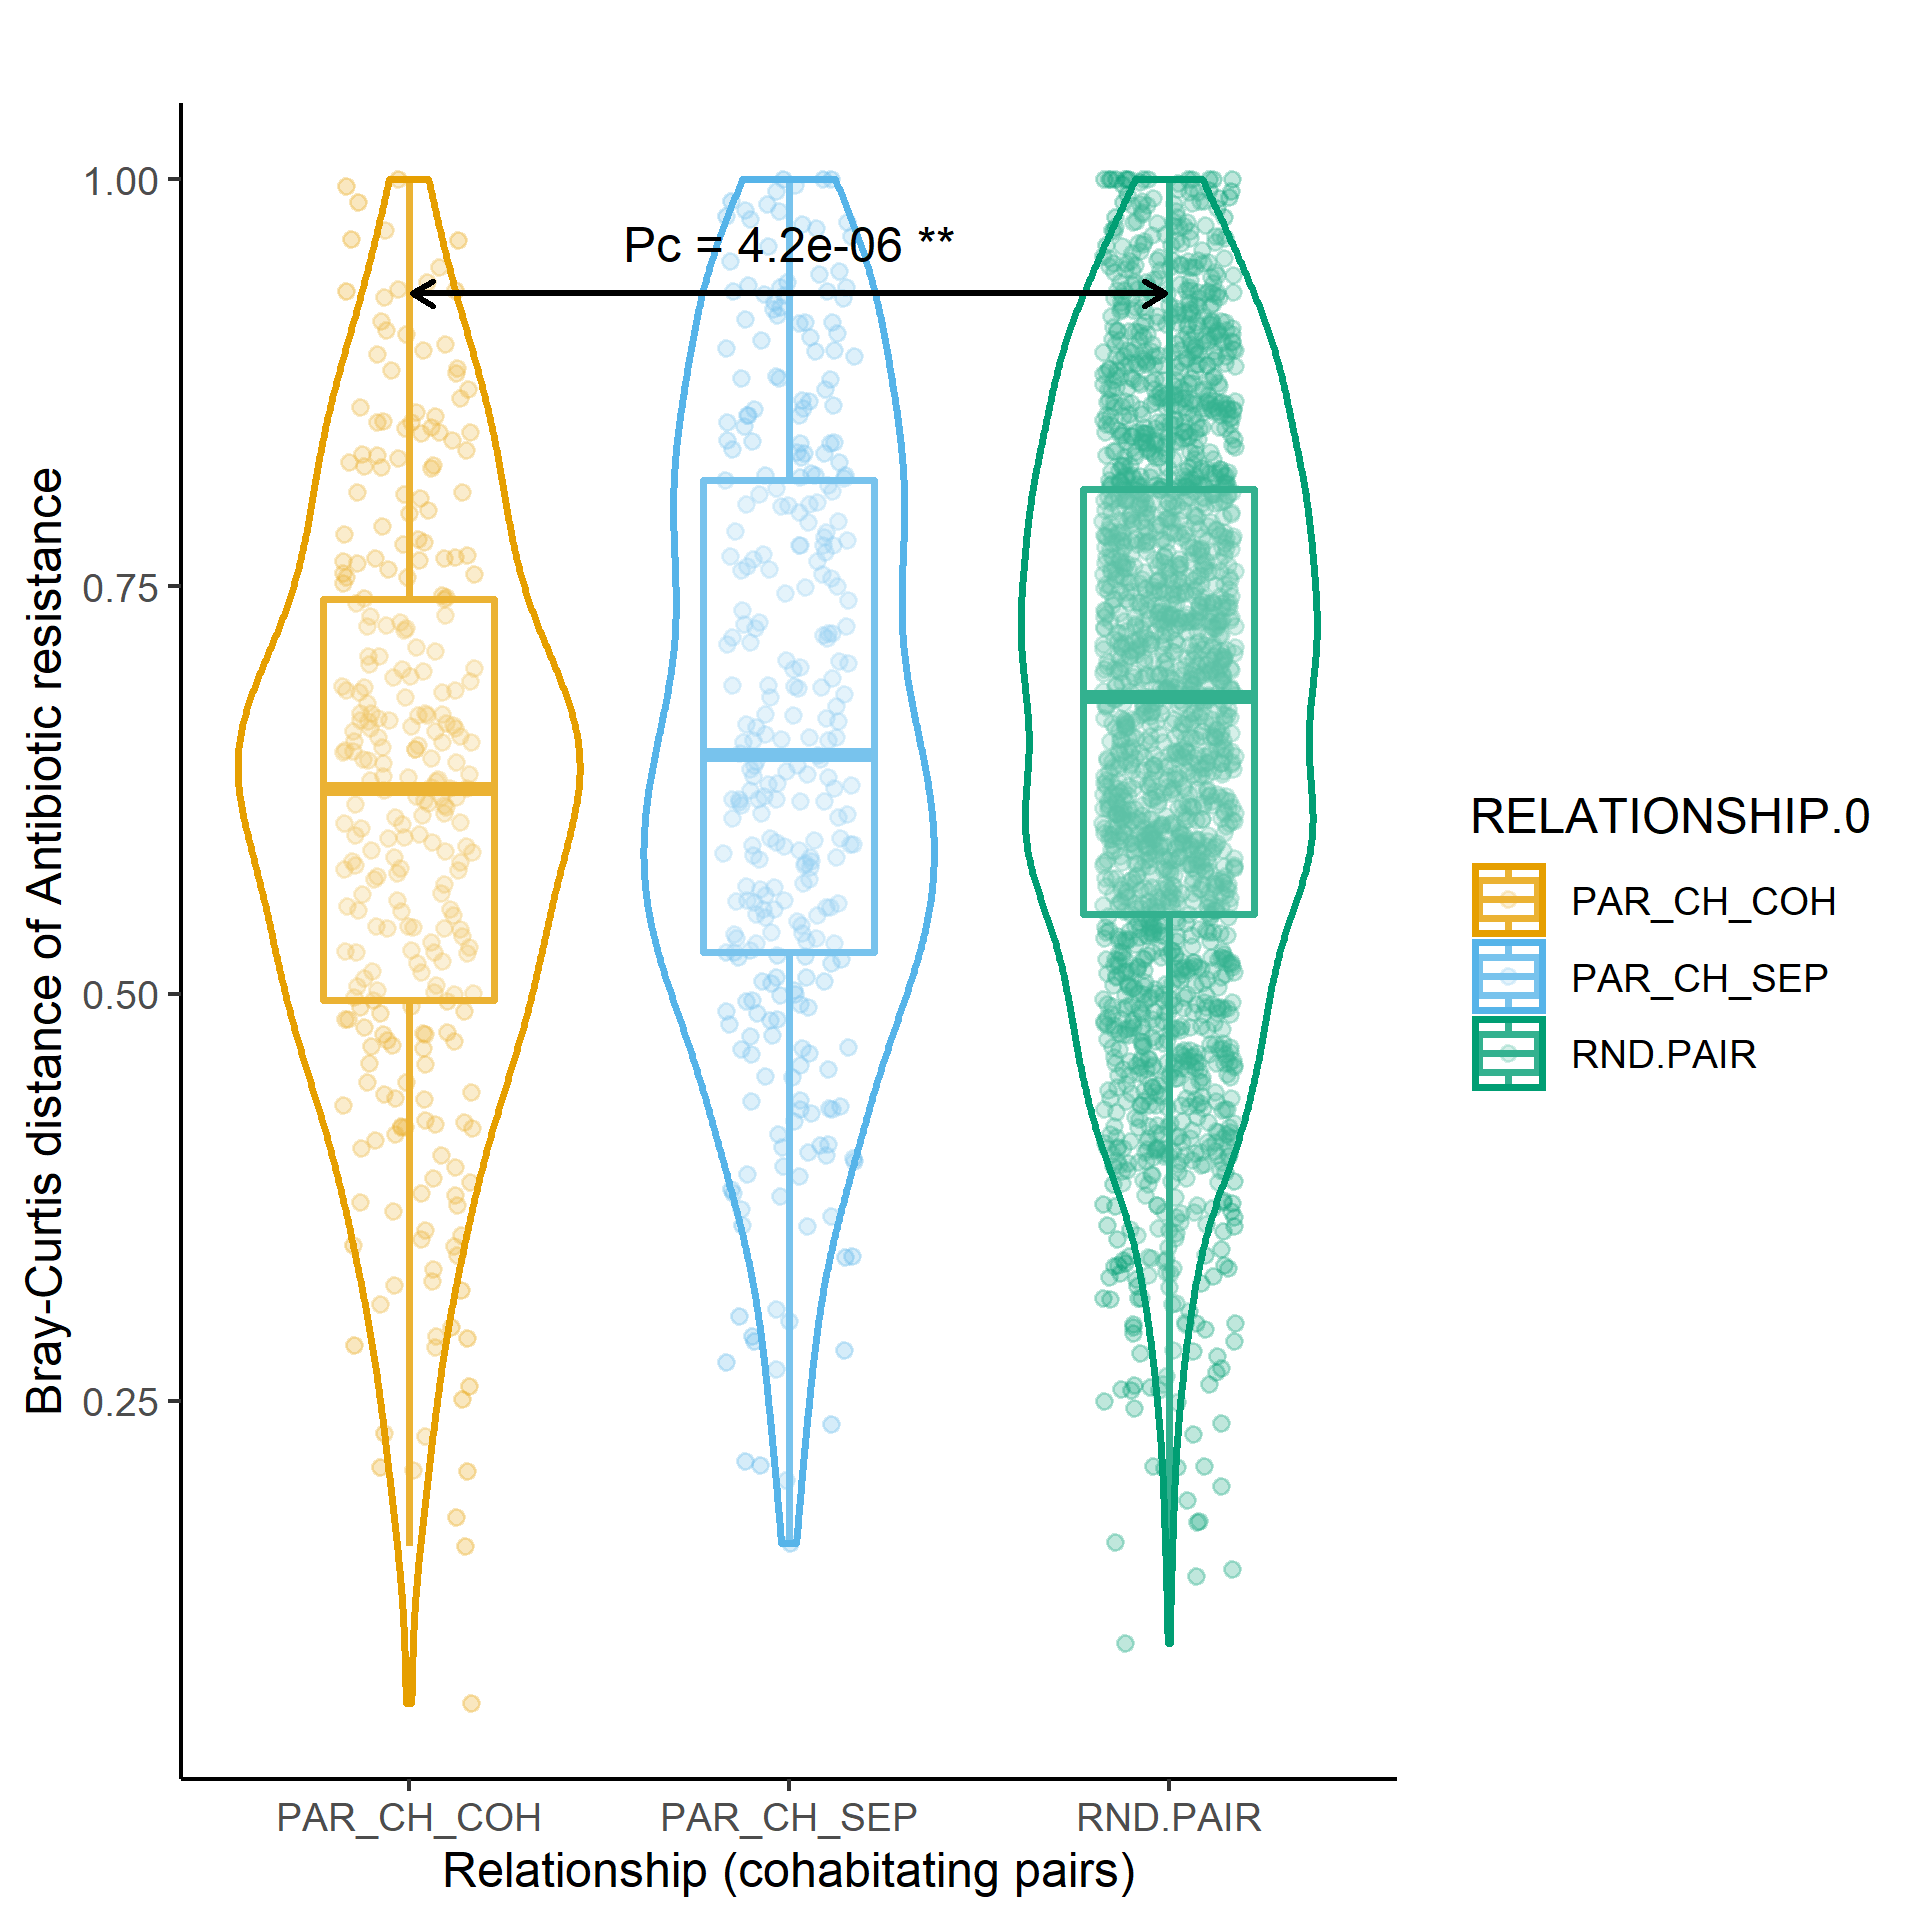 1.00
0.75
0.50
0.25
Bray-Curtis distance of Antibiotic resistance
Pc = 4.2e-06 **
PAR_CH_COH
PAR_CH_SEP
RND.PAIR
Relationship (cohabitating pairs)
RELATIONSHIP.0
PAR_CH_COH
PAR_CH_SEP
RND.PAIR